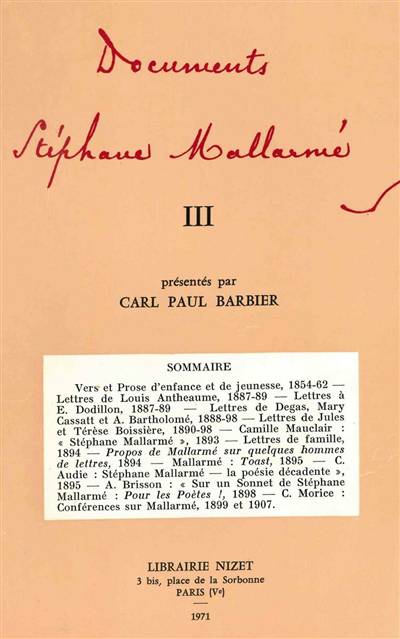 Documents
Stéphane Mallarmé
III
présentés par
CARL PAUL BARBIER
SOMMAIRE
Vers et Prose d'enfance et de jeunesse, 1854-62 —
Lettres de Louis Antheaume, 1887-89 — Lettres à
E. Dodillon, 1887-89 — Lettres de Degas, Mary
Cassatt et A. Bartholomé, 1888-98 — Lettres de Jules
et Térèse Boissière, 1890-98 — Camille Mauclair :
« Stéphane Mallarmé », 1893 — Lettres de famille,
1894 — Propos de Mallarmé sur quelques hommes
de lettres, 1894 — Mallarmé : Toast, 1895 — C.
Audie : Stéphane Mallarmé — la poésie décadente »,
1895 — A. Brisson : « Sur un Sonnet de Stéphane
Mallarmé : Pour les Poètes !, 1898 — C. Morice :
Conférences sur Mallarmé, 1899 et 1907.
LIBRAIRIE NIZET
3 bis, place de la Sorbonne
PARIS (Ve)
1971